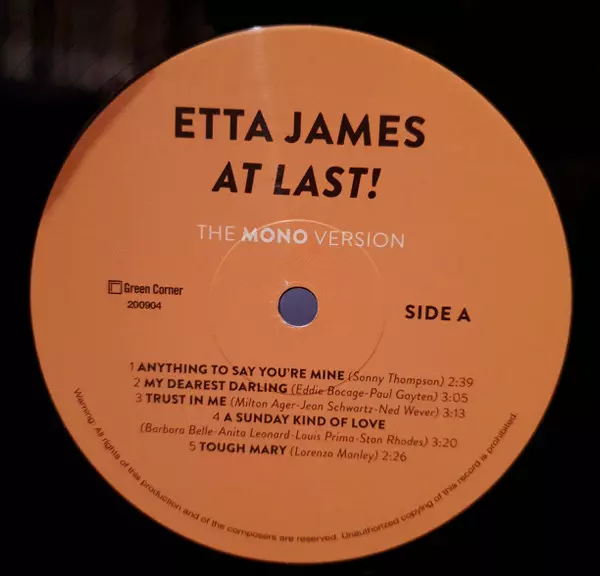 ETTA JAMES
AT LAST!
THE MONO VERSION
Green Corner
200904
SIDE A
1 ANYTHING TO SAY YOU'RE MINE (Sonny Thompson) 2:39
2 MY DEAREST DARLING (Eddie Bocage-Paul Gayten) 3:05
3 TRUST IN ME (Milton Ager-Jean Schwartz-Ned Wever) 3:13
4 A SUNDAY KIND OF LOVE
(Barbara Belle-Anita Leonard-Louis Prima-Stan Rhodes) 3:20
5 TOUGH MARY (Lorenzo Manley) 2:26
Warning: All rights of this production and of the composers are reserved. Unauthorized copying of this record is prohibited.